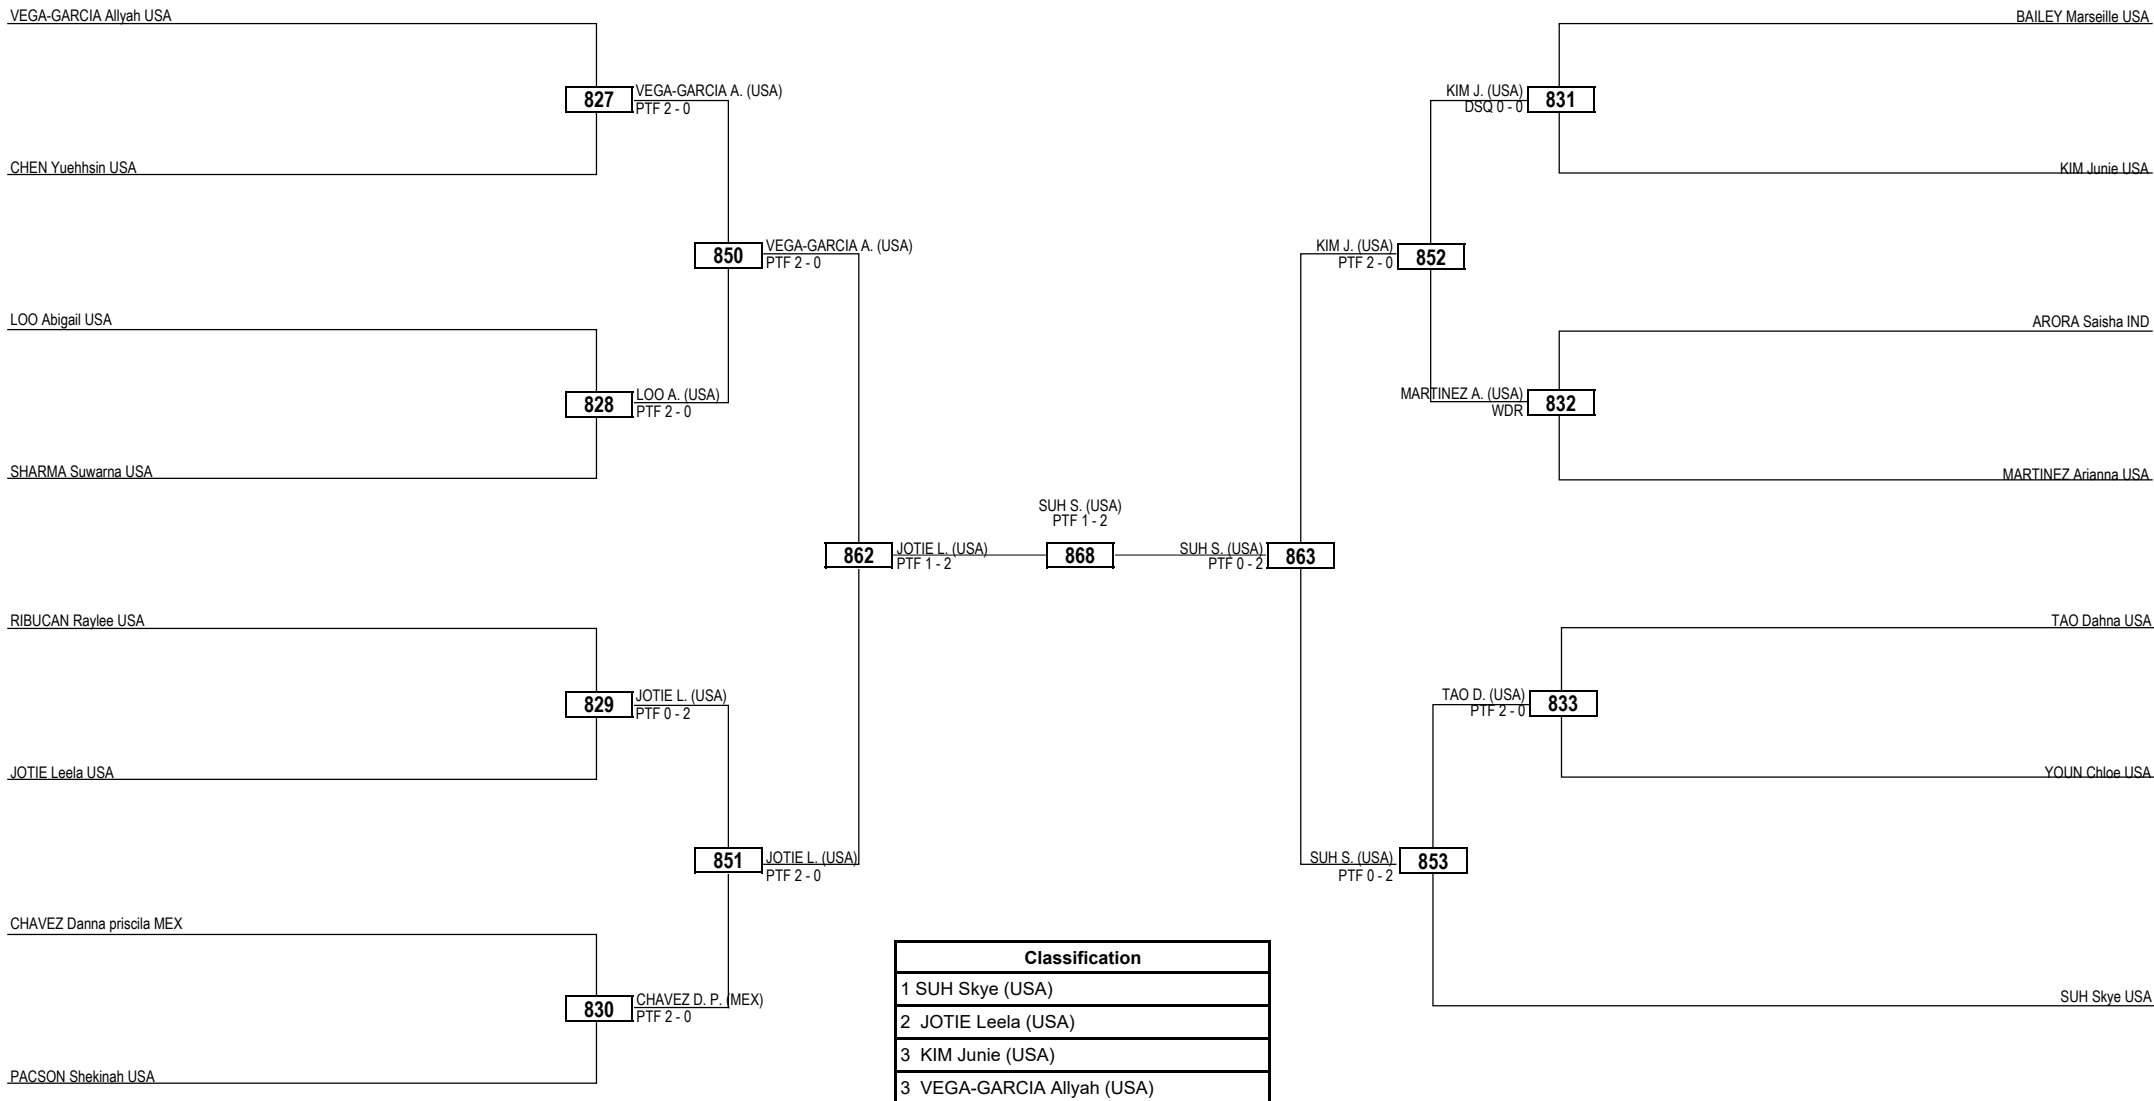 VEGA-GARCIA Allyah USA
827
VEGA-GARCIA A. (USA)
PTF 2 - 0
CHEN Yuehhsin USA
850
VEGA-GARCIA A. (USA)
PTF 2 - 0
LOO Abigail USA
828
LOO A. (USA)
PTF 2 - 0
SHARMA Suwarna USA
862
JOTIE L. (USA)
PTF 1 - 2
RIBUCAN Raylee USA
829
JOTIE L. (USA)
PTF 0 - 2
JOTIE Leela USA
851
JOTIE L. (USA)
PTF 2 - 0
CHAVEZ Danna priscila MEX
830
CHAVEZ D. P. (MEX)
PTF 2 - 0
PACSON Shekinah USA
SUH S. (USA)
PTF 1 - 2
868
BAILEY Marseille USA
KIM J. (USA)
DSQ 0 - 0
831
KIM Junie USA
KIM J. (USA)
PTF 2 - 0
852
ARORA Saisha IND
MARTINEZ A. (USA)
WDR
832
MARTINEZ Arianna USA
SUH S. (USA)
PTF 0 - 2
863
TAO Dahna USA
TAO D. (USA)
PTF 2 - 0
833
YOUN Chloe USA
SUH S. (USA)
PTF 0 - 2
853
SUH Skye USA
Classification
1 SUH Skye (USA)
2 JOTIE Leela (USA)
3 KIM Junie (USA)
3 VEGA-GARCIA Allyah (USA)